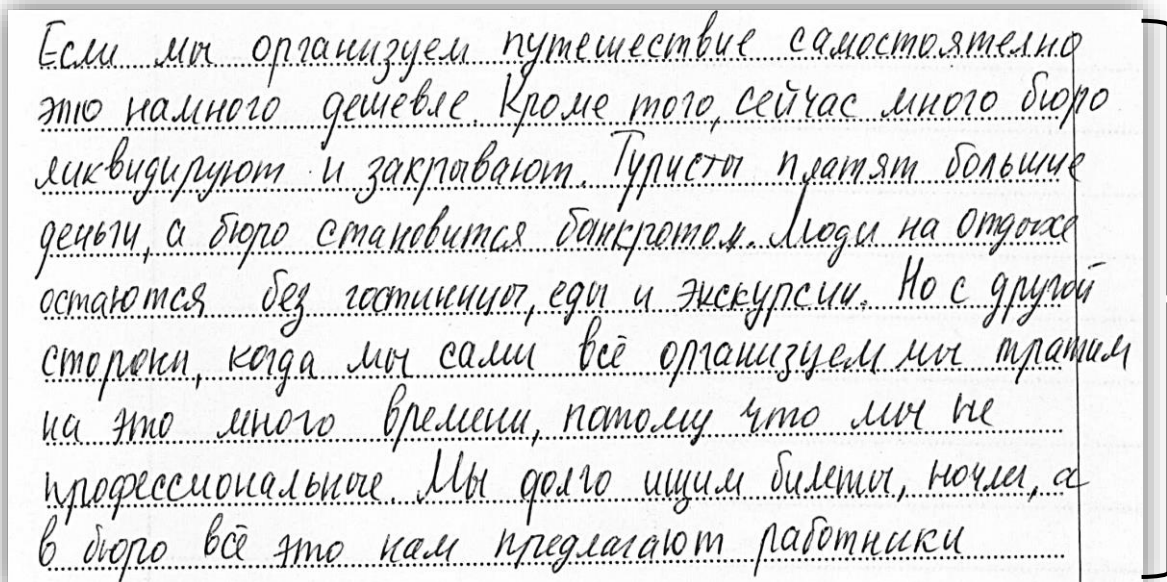 Если мы организуем путешествие самостоятелно
это намного дешевле. Кроме того, сейчас много бюро
ликвидируют и закрывают. Туристы платят большие
деньги, а бюро становится банкротом. Люди на отдыхе
остаются без гостиницы, еды и экскурсии. Но с другой
стороны, когда мы сами всё организуем мы тратим
на это много времени, потому что мы не
профессиональные. Мы долго ищим билеты, ночлег, а
в бюро всё это нам предлагают работники